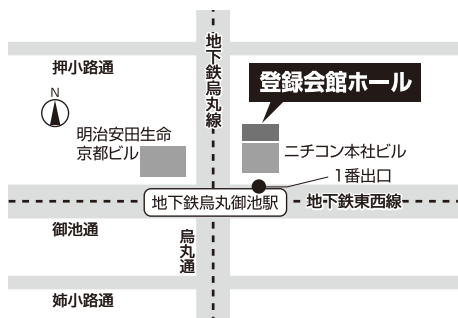 地下鉄烏丸線
押小路通
登録会館ホール
N
明治安田生命
京都ビル
ニチコン本社ビル
1番出口
地下鉄烏丸御池駅
地下鉄東西線
御池通
烏丸通
姉小路通